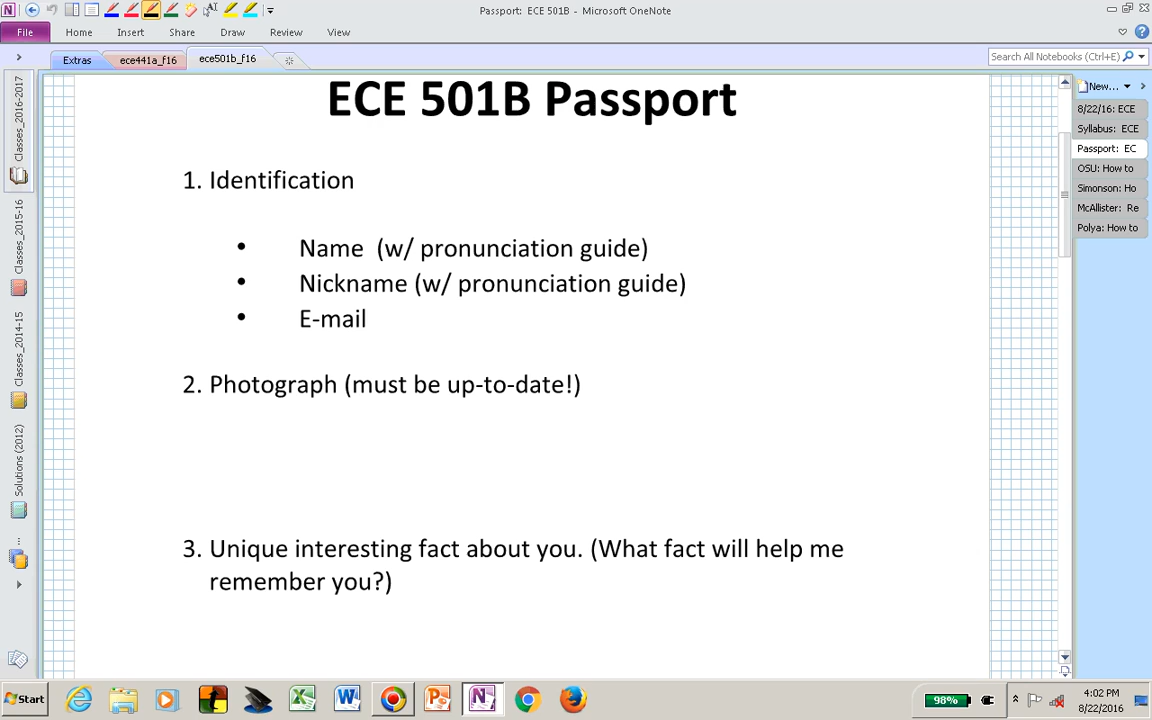 Passport: ECE 501B - Microsoft OneNote
File Home Insert Share Draw Review View
Extras ece441a_f16 ece501b_f16
Search All Notebooks (Ctrl+E)
Classes_2016-2017
Classes_2015-16
Classes_2014-15
Solutions (2012)
ECE 501B Passport
1. Identification
• Name (w/ pronunciation guide)
• Nickname (w/ pronunciation guide)
• E-mail
2. Photograph (must be up-to-date!)
3. Unique interesting fact about you. (What fact will help me
remember you?)
New...
8/22/16: ECE
Syllabus: ECE
Passport: EC
OSU: How to
Simonson: Ho
McAllister: Re
Polya: How to
Start
98%
4:02 PM
8/22/2016